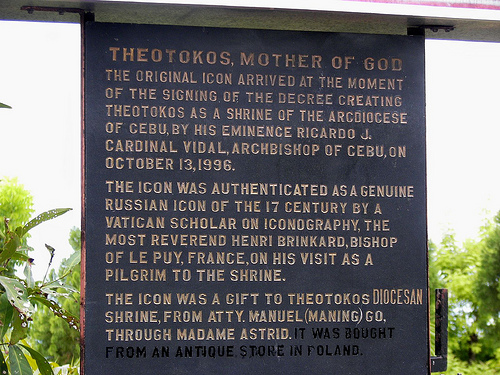 THEOTOKOS, MOTHER OF GOD
THE ORIGINAL ICON ARRIVED AT THE MOMENT
OF THE SIGNING OF THE DECREE CREATING
THEOTOKOS AS A SHRINE OF THE ARCDIOCESE
OF CEBU, BY HIS EMINENCE RICARDO J.
CARDINAL VIDAL, ARCHBISHOP OF CEBU, ON
OCTOBER 13, 1996.
THE ICON WAS AUTHENTICATED AS A GENUINE
RUSSIAN ICON OF THE 17 CENTURY BY A
VATICAN SCHOLAR ON ICONOGRAPHY, THE
MOST REVEREND HENRI BRINKARD, BISHOP
OF LE PUY, FRANCE, ON HIS VISIT AS A
PILGRIM TO THE SHRINE.
THE ICON WAS A GIFT TO THEOTOKOS DIOCESAN
SHRINE, FROM ATTY. MANUEL (MANING) GO,
THROUGH MADAME ASTRID. IT WAS BOUGHT
FROM AN ANTIQUE STORE IN POLAND.